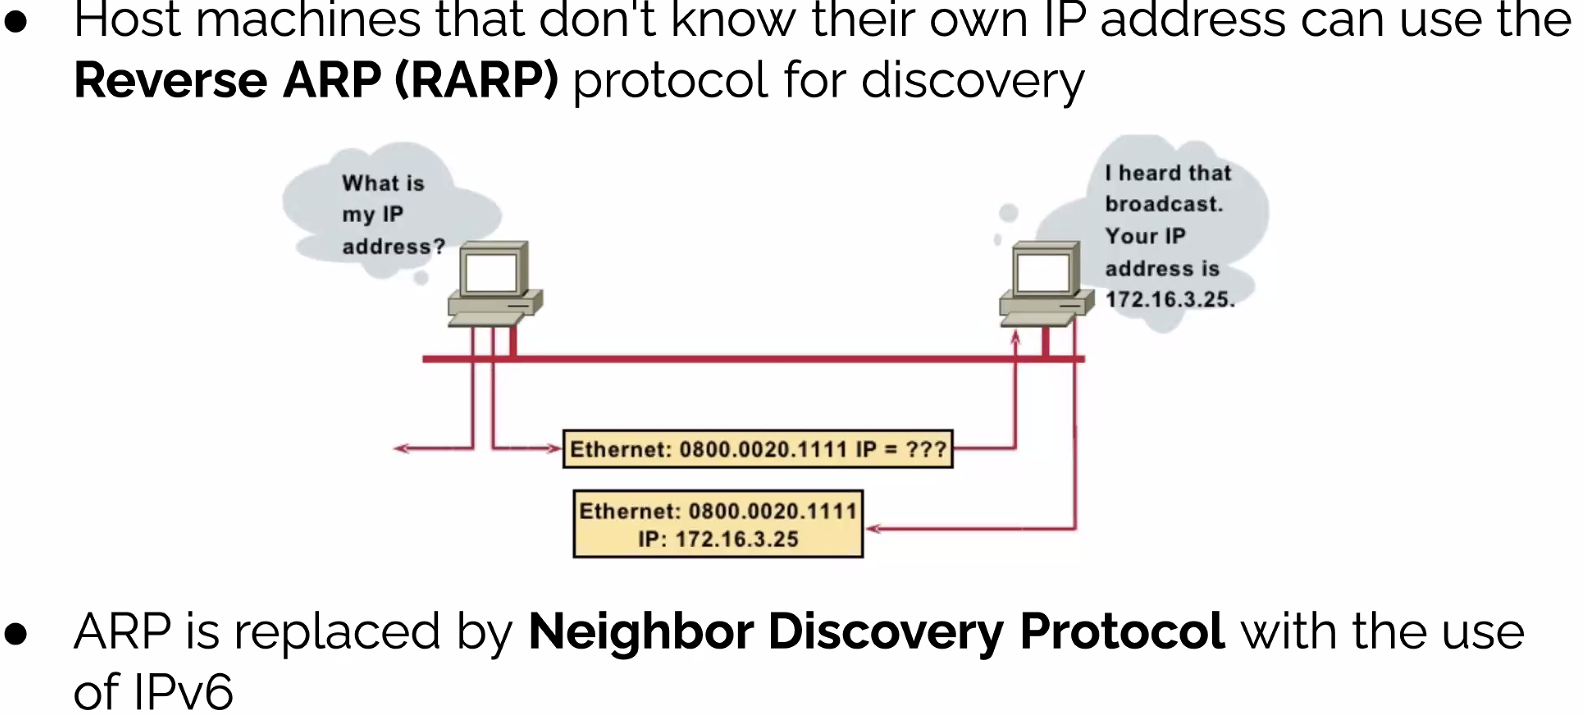 ● Host machines that don't know their own IP address can use the
Reverse ARP (RARP) protocol for discovery
What is
my IP
address?
I heard that
broadcast.
Your IP
address is
172.16.3.25.
Ethernet: 0800.0020.1111 IP = ???
Ethernet: 0800.0020.1111
IP: 172.16.3.25
● ARP is replaced by Neighbor Discovery Protocol with the use
of IPv6